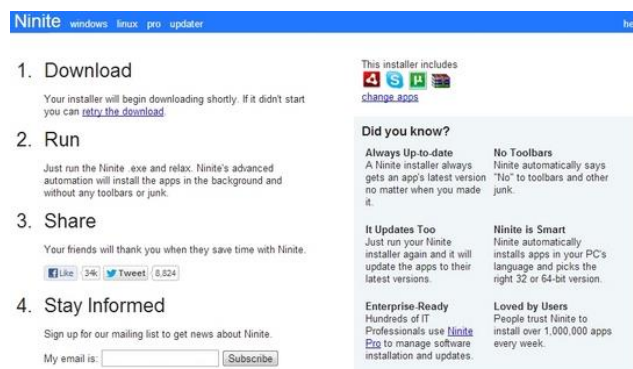 Ninite windows linux pro updater he
1. Download
Your installer will begin downloading shortly. If it didn't start
you can retry the download.
2. Run
Just run the Ninite .exe and relax. Ninite's advanced
automation will install the apps in the background and
without any toolbars or junk.
3. Share
Your friends will thank you when they save time with Ninite.
Like 34k Tweet 8,824
4. Stay Informed
Sign up for our mailing list to get news about Ninite.
My email is: Subscribe
This installer includes
change apps
Did you know?
Always Up-to-date
A Ninite installer always
gets an app's latest version
no matter when you made
it.
No Toolbars
Ninite automatically says
"No" to toolbars and other
junk.
It Updates Too
Just run your Ninite
installer again and it will
update the apps to their
latest versions.
Ninite is Smart
Ninite automatically
installs apps in your PC's
language and picks the
right 32 or 64-bit version.
Enterprise-Ready
Hundreds of IT
Professionals use Ninite
Pro to manage software
installation and updates.
Loved by Users
People trust Ninite to
install over 1,000,000 apps
every week.